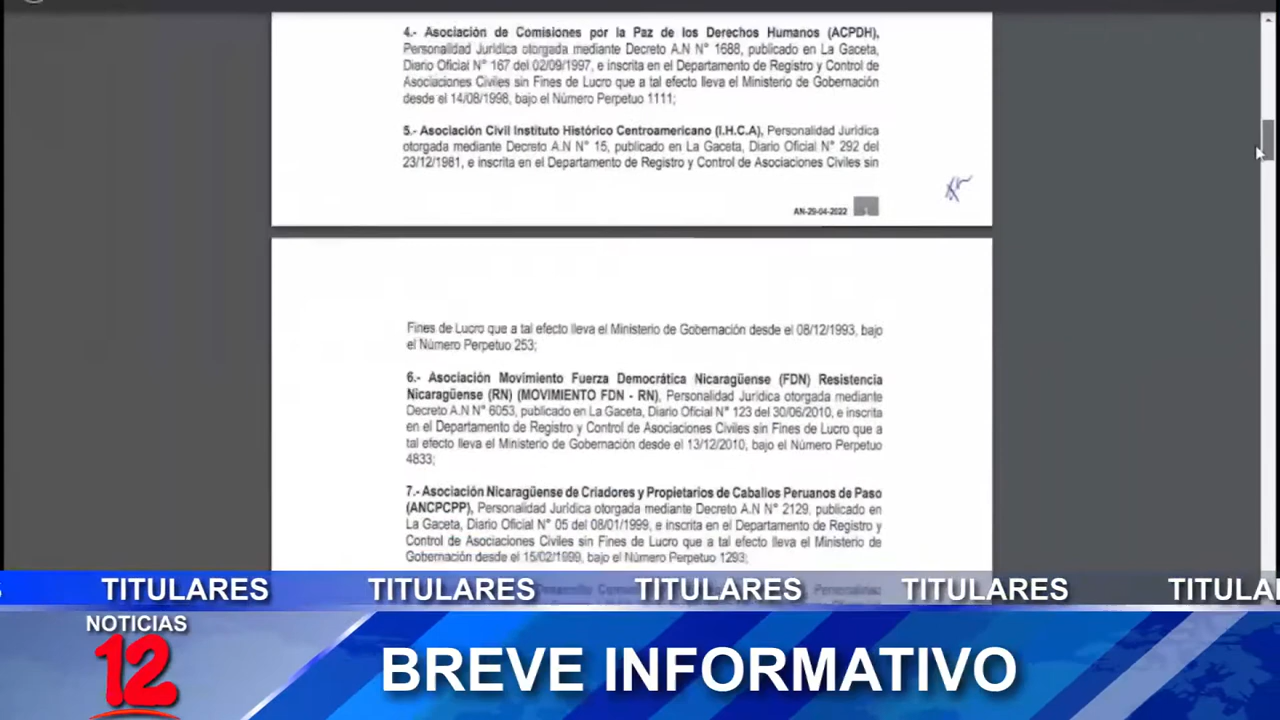 4.- Asociación de Comisiones por la Paz de los Derechos Humanos (ACPDH),
Personalidad Jurídica otorgada mediante Decreto A.N N° 1688, publicado en La Gaceta,
Diario Oficial N° 167 del 02/09/1997, e inscrita en el Departamento de Registro y Control de
Asociaciones Civiles sin Fines de Lucro que a tal efecto lleva el Ministerio de Gobernación
desde el 14/08/1998, bajo el Número Perpetuo 1111;
5.- Asociación Civil Instituto Histórico Centroamericano (I.H.C.A), Personalidad Jurídica
otorgada mediante Decreto A.N N° 15, publicado en La Gaceta, Diario Oficial N° 292 del
23/12/1981, e inscrita en el Departamento de Registro y Control de Asociaciones Civiles sin
AN-29-04-2022
Fines de Lucro que a tal efecto lleva el Ministerio de Gobernación desde el 08/12/1993, bajo
el Número Perpetuo 253;
6.- Asociación Movimiento Fuerza Democrática Nicaragüense (FDN) Resistencia
Nicaragüense (RN) (MOVIMIENTO FDN - RN), Personalidad Jurídica otorgada mediante
Decreto A.N N° 6053, publicado en La Gaceta, Diario Oficial N° 123 del 30/06/2010, e inscrita
en el Departamento de Registro y Control de Asociaciones Civiles sin Fines de Lucro que a
tal efecto lleva el Ministerio de Gobernación desde el 13/12/2010, bajo el Número Perpetuo
4833;
7.- Asociación Nicaragüense de Criadores y Propietarios de Caballos Peruanos de Paso
(ANCPCPP), Personalidad Jurídica otorgada mediante Decreto A.N N° 2129, publicado en
La Gaceta, Diario Oficial N° 05 del 08/01/1999, e inscrita en el Departamento de Registro y
Control de Asociaciones Civiles sin Fines de Lucro que a tal efecto lleva el Ministerio de
Gobernación desde el 15/02/1999, bajo el Número Perpetuo 1293;
S TITULARES TITULARES TITULARES TITULARES TITULA
NOTICIAS
12
BREVE INFORMATIVO